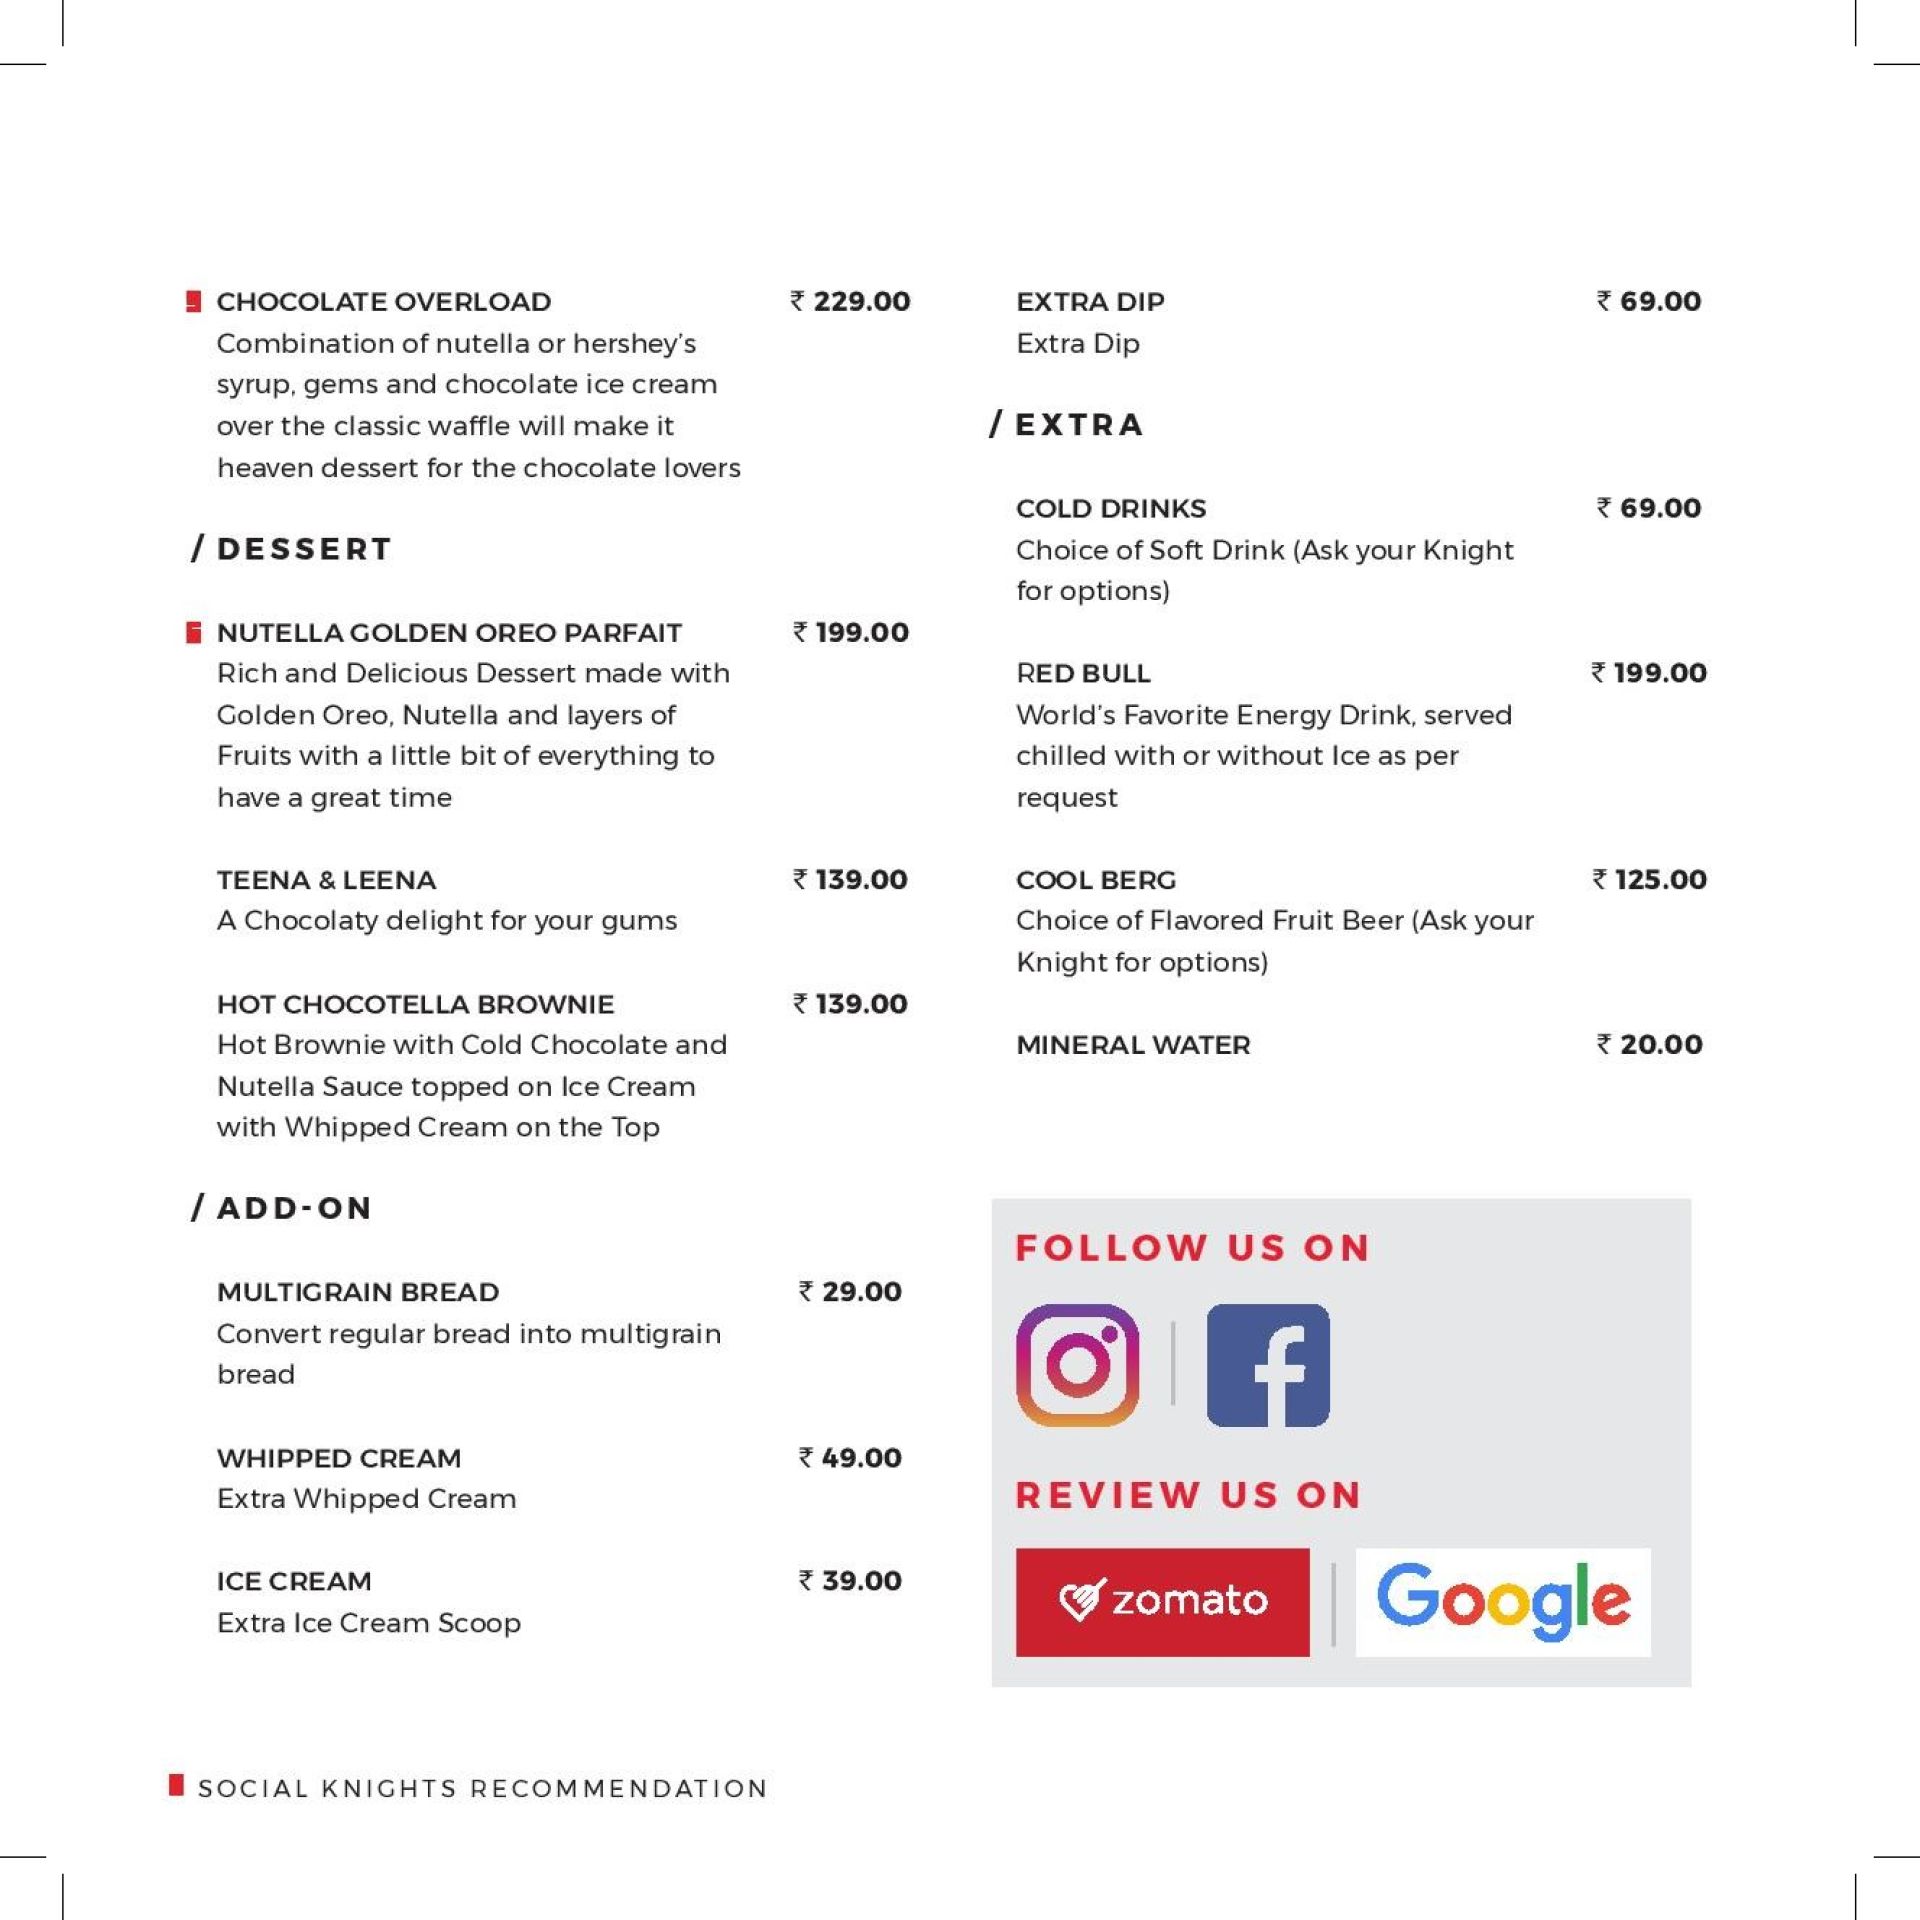 CHOCOLATE OVERLOAD ₹ 229.00
Combination of nutella or hershey's
syrup, gems and chocolate ice cream
over the classic waffle will make it
heaven dessert for the chocolate lovers
/ DESSERT
NUTELLA GOLDEN OREO PARFAIT ₹ 199.00
Rich and Delicious Dessert made with
Golden Oreo, Nutella and layers of
Fruits with a little bit of everything to
have a great time
TEENA & LEENA ₹ 139.00
A Chocolaty delight for your gums
HOT CHOCOTELLA BROWNIE ₹ 139.00
Hot Brownie with Cold Chocolate and
Nutella Sauce topped on Ice Cream
with Whipped Cream on the Top
/ ADD-ON
MULTIGRAIN BREAD ₹ 29.00
Convert regular bread into multigrain
bread
WHIPPED CREAM ₹ 49.00
Extra Whipped Cream
ICE CREAM ₹ 39.00
Extra Ice Cream Scoop
EXTRA DIP ₹ 69.00
Extra Dip
/ EXTRA
COLD DRINKS ₹ 69.00
Choice of Soft Drink (Ask your Knight
for options)
RED BULL ₹ 199.00
World's Favorite Energy Drink, served
chilled with or without Ice as per
request
COOL BERG ₹ 125.00
Choice of Flavored Fruit Beer (Ask your
Knight for options)
MINERAL WATER ₹ 20.00
FOLLOW US ON
REVIEW US ON
zomato Google
SOCIAL KNIGHTS RECOMMENDATION